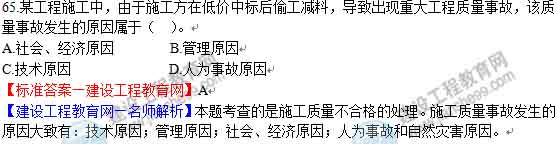 65.某工程施工中，由于施工方在低价中标后偷工减料，导致出现重大工程质量事故，该质
量事故发生的原因属于（ ）。
A.社会、经济原因 B.管理原因
C.技术原因 D.人为事故原因
【标准答案－建设工程教育网】A
【建设工程教育网－名师解析】本题考查的是施工质量不合格的处理。施工质量事故发生的
原因大致有：技术原因；管理原因；社会、经济原因；人为事故和自然灾害原因。